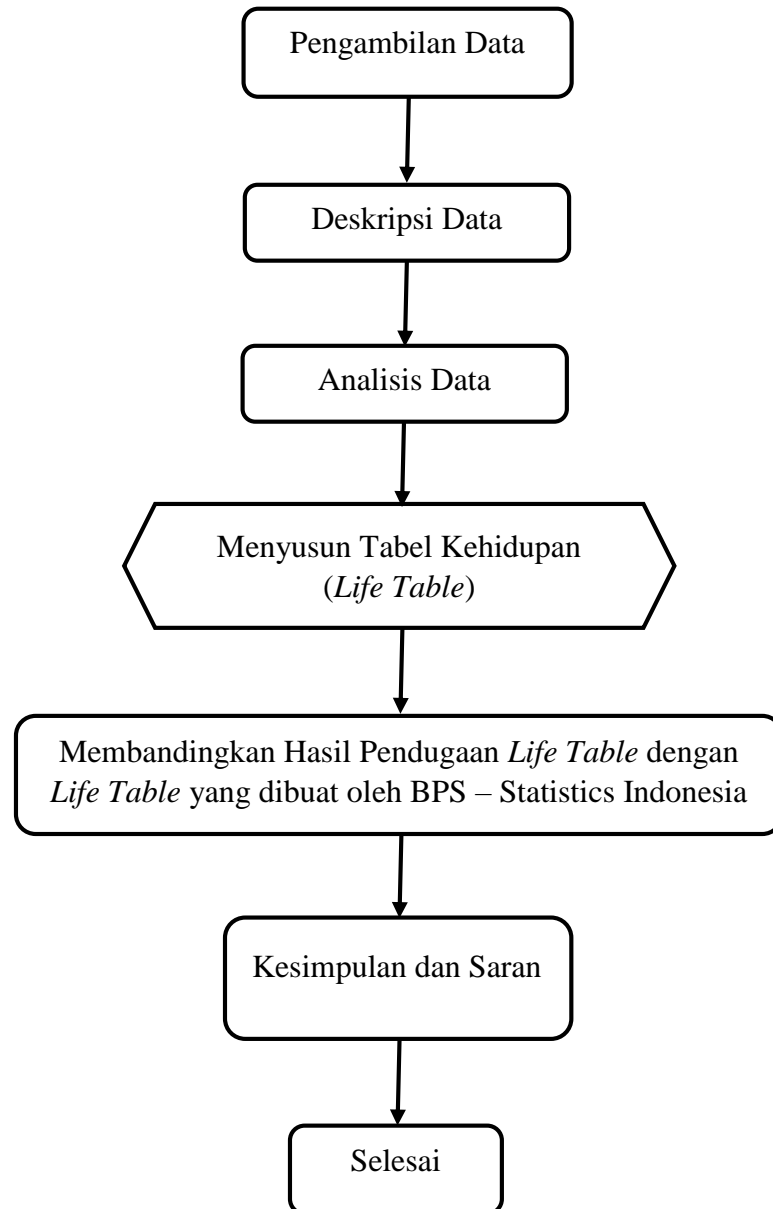 Pengambilan Data
Deskripsi Data
Analisis Data
Menyusun Tabel Kehidupan
(Life Table)
Membandingkan Hasil Pendugaan Life Table dengan
Life Table yang dibuat oleh BPS – Statistics Indonesia
Kesimpulan dan Saran
Selesai